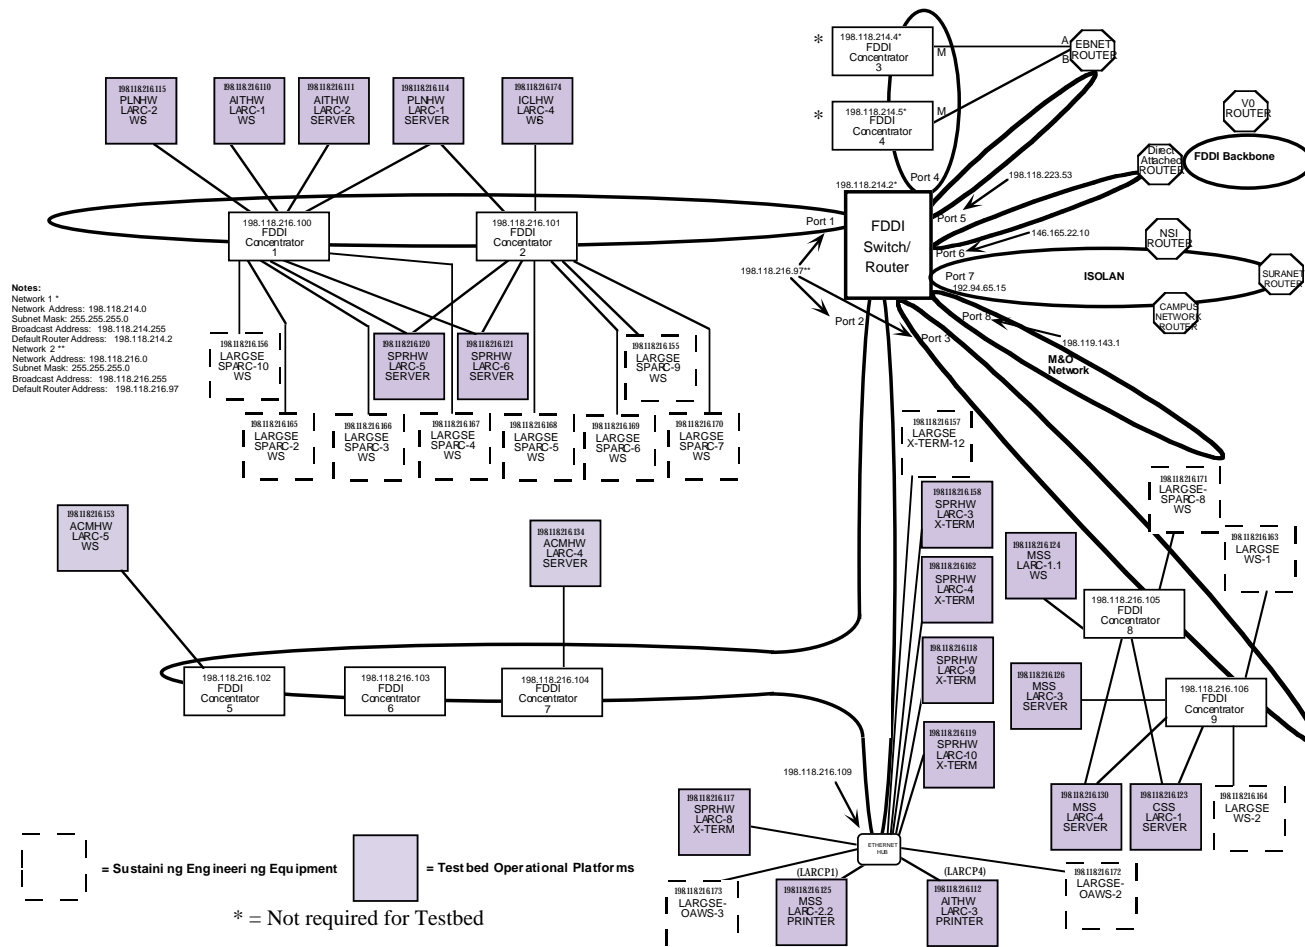 198.118.214.4*
FDDI
Concentrator
3
*
M
A
B
EBNET
ROUTER
198.118.214.5*
FDDI
Concentrator
4
*
M
V0
ROUTER
Direct
Attached
ROUTER
FDDI Backbone
198.118.216.115
PLNHW
LARC-2
WS
198.118.216.110
AITHW
LARC-1
WS
198.118.216.111
AITHW
LARC-2
SERVER
198.118.216.114
PLNHW
LARC-1
SERVER
198.118.216.174
ICLHW
LARC-4
WS
198.118.214.2*
Port 4
198.118.223.53
Port 1
FDDI
Switch/
Router
Port 5
146.165.22.10
Port 6
NSI
ROUTER
Port 7
192.94.65.15
ISOLAN
SURANET
ROUTER
CAMPUS
NETWORK
ROUTER
198.118.216.97**
Port 2
Port 3
Port 8
198.119.143.1
M&O
Network
198.118.216.100
FDDI
Concentrator
1
198.118.216.101
FDDI
Concentrator
2
Notes:
Network 1 *
Network Address: 198.118.214.0
Subnet Mask: 255.255.255.0
Broadcast Address: 198.118.214.255
Default Router Address: 198.118.214.2
Network 2 **
Network Address: 198.118.216.0
Subnet Mask: 255.255.255.0
Broadcast Address: 198.118.216.255
Default Router Address: 198.118.216.97
198.118.216.156
LARGSE
SPARC-10
WS
198.118.216.120
SPRHW
LARC-5
SERVER
198.118.216.121
SPRHW
LARC-6
SERVER
198.118.216.155
LARGSE
SPARC-9
WS
198.118.216.165
LARGSE
SPARC-2
WS
198.118.216.166
LARGSE
SPARC-3
WS
198.118.216.167
LARGSE
SPARC-4
WS
198.118.216.168
LARGSE
SPARC-5
WS
198.118.216.169
LARGSE
SPARC-6
WS
198.118.216.170
LARGSE
SPARC-7
WS
198.118.216.157
LARGSE
X-TERM-12
198.118.216.158
SPRHW
LARC-3
X-TERM
198.118.216.162
SPRHW
LARC-4
X-TERM
198.118.216.118
SPRHW
LARC-9
X-TERM
198.118.216.119
SPRHW
LARC-10
X-TERM
198.118.216.171
LARGSE-
SPARC-8
WS
198.118.216.163
LARGSE
WS-1
198.118.216.124
MSS
LARC-1.1
WS
198.118.216.105
FDDI
Concentrator
8
198.118.216.126
MSS
LARC-3
SERVER
198.118.216.106
FDDI
Concentrator
9
198.118.216.130
MSS
LARC-4
SERVER
198.118.216.123
CSS
LARC-1
SERVER
198.118.216.164
LARGSE
WS-2
198.118.216.153
ACMHW
LARC-5
WS
198.118.216.134
ACMHW
LARC-4
SERVER
198.118.216.102
FDDI
Concentrator
5
198.118.216.103
FDDI
Concentrator
6
198.118.216.104
FDDI
Concentrator
7
198.118.216.109
198.118.216.117
SPRHW
LARC-8
X-TERM
ETHERNET
HUB
198.118.216.173
LARGSE-
OAWS-3
(LARCP1)
198.118.216.125
MSS
LARC-2.2
PRINTER
(LARCP4)
198.118.216.112
AITHW
LARC-3
PRINTER
198.118.216.172
LARGSE-
OAWS-2
= Sustaining Engineering Equipment
= Testbed Operational Platforms
* = Not required for Testbed